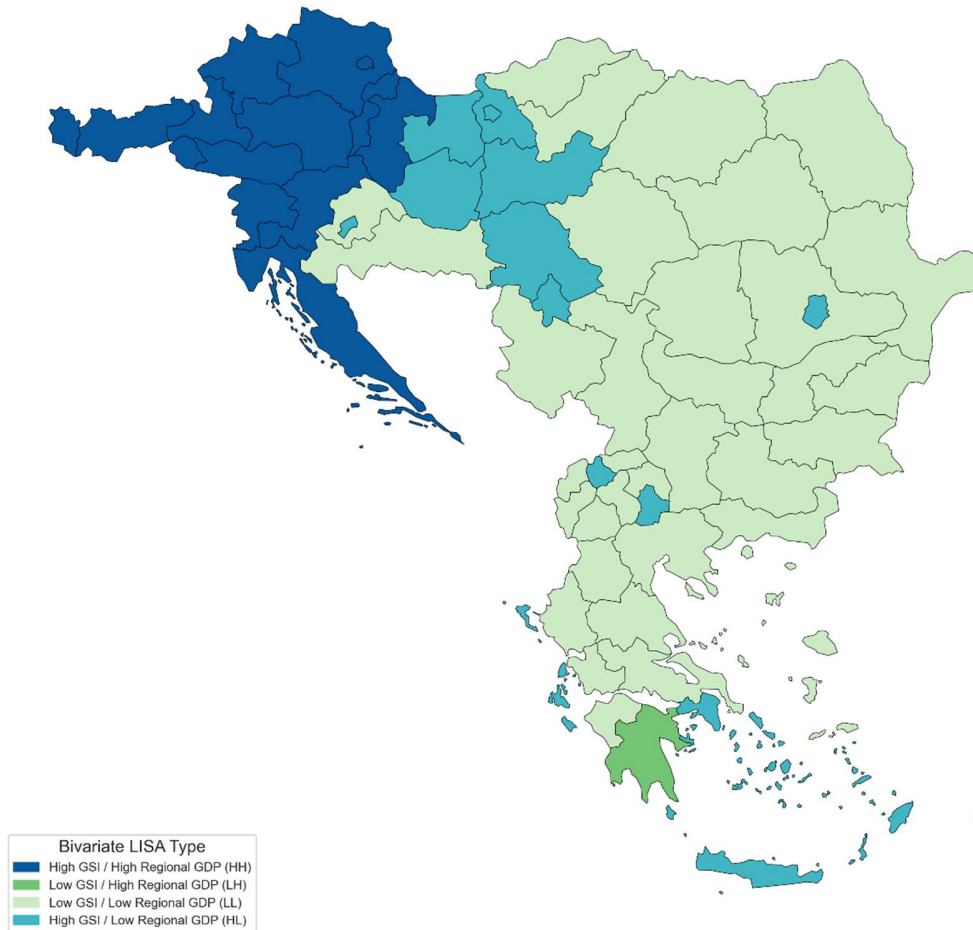 Bivariate LISA Type
High GSI / High Regional GDP (HH)
Low GSI / High Regional GDP (LH)
Low GSI / Low Regional GDP (LL)
High GSI / Low Regional GDP (HL)